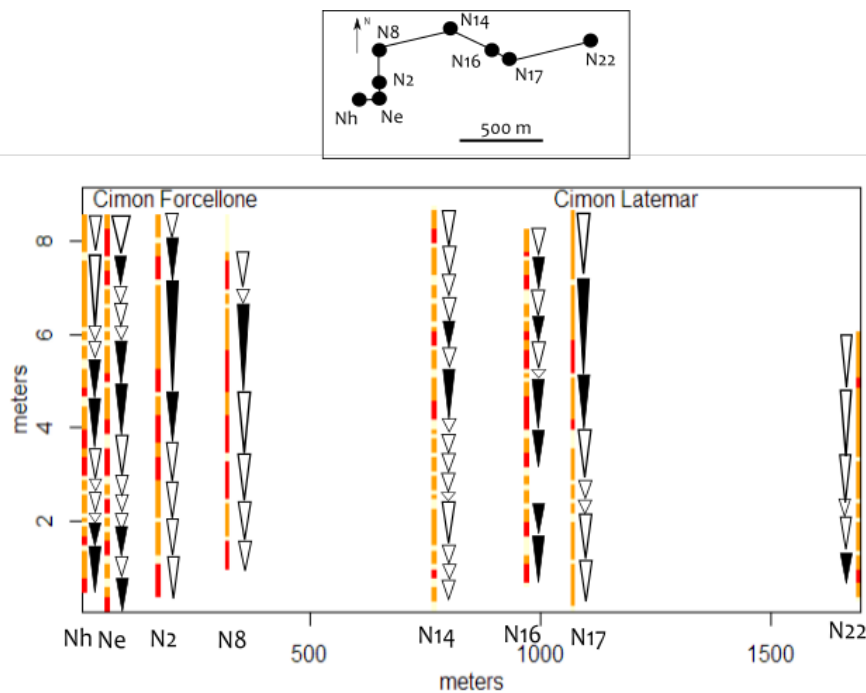 N
N14
N8
N16
N17
N22
N2
Nh
Ne
500 m
Cimon Forcellone
Cimon Latemar
8
6
4
2
meters
Nh
Ne
N2
N8
N14
N16
N17
N22
500
1000
1500
meters